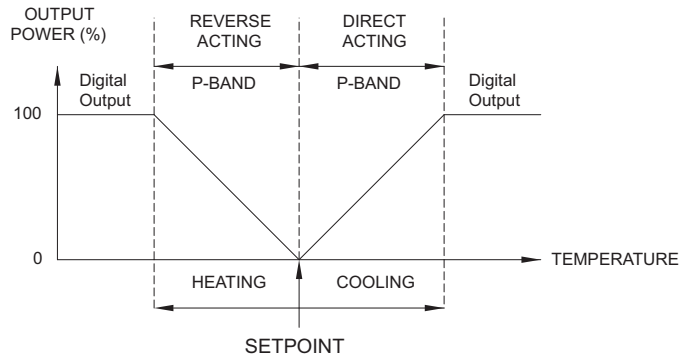 OUTPUT
POWER (%)
REVERSE
ACTING
DIRECT
ACTING
P-BAND
P-BAND
Digital
Output
Digital
Output
100
0
TEMPERATURE
HEATING
COOLING
SETPOINT